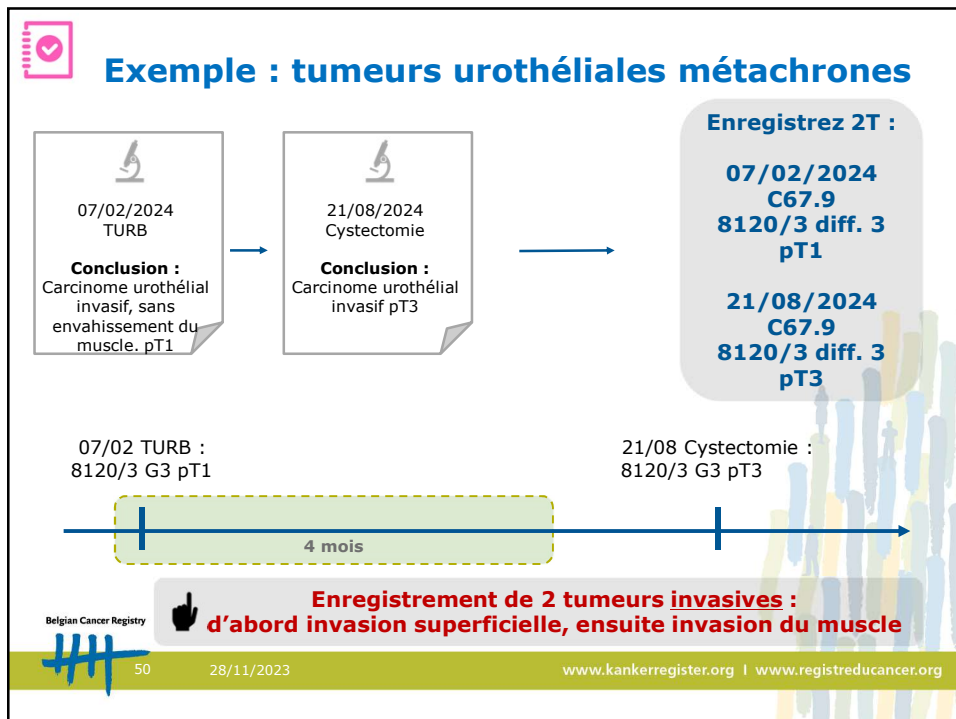 Exemple : tumeurs urothéliales métachrones
07/02/2024
TURB
Conclusion :
Carcinome urothélial
invasif, sans
envahissement du
muscle. pT1
21/08/2024
Cystectomie
Conclusion :
Carcinome urothélial
invasif pT3
Enregistrez 2T :
07/02/2024
C67.9
8120/3 diff. 3
pT1
21/08/2024
C67.9
8120/3 diff. 3
pT3
07/02 TURB :
8120/3 G3 pT1
21/08 Cystectomie :
8120/3 G3 pT3
4 mois
Enregistrement de 2 tumeurs invasives :
d'abord invasion superficielle, ensuite invasion du muscle
Belgian Cancer Registry
50
28/11/2023
www.kankerregister.org I www.registreducancer.org